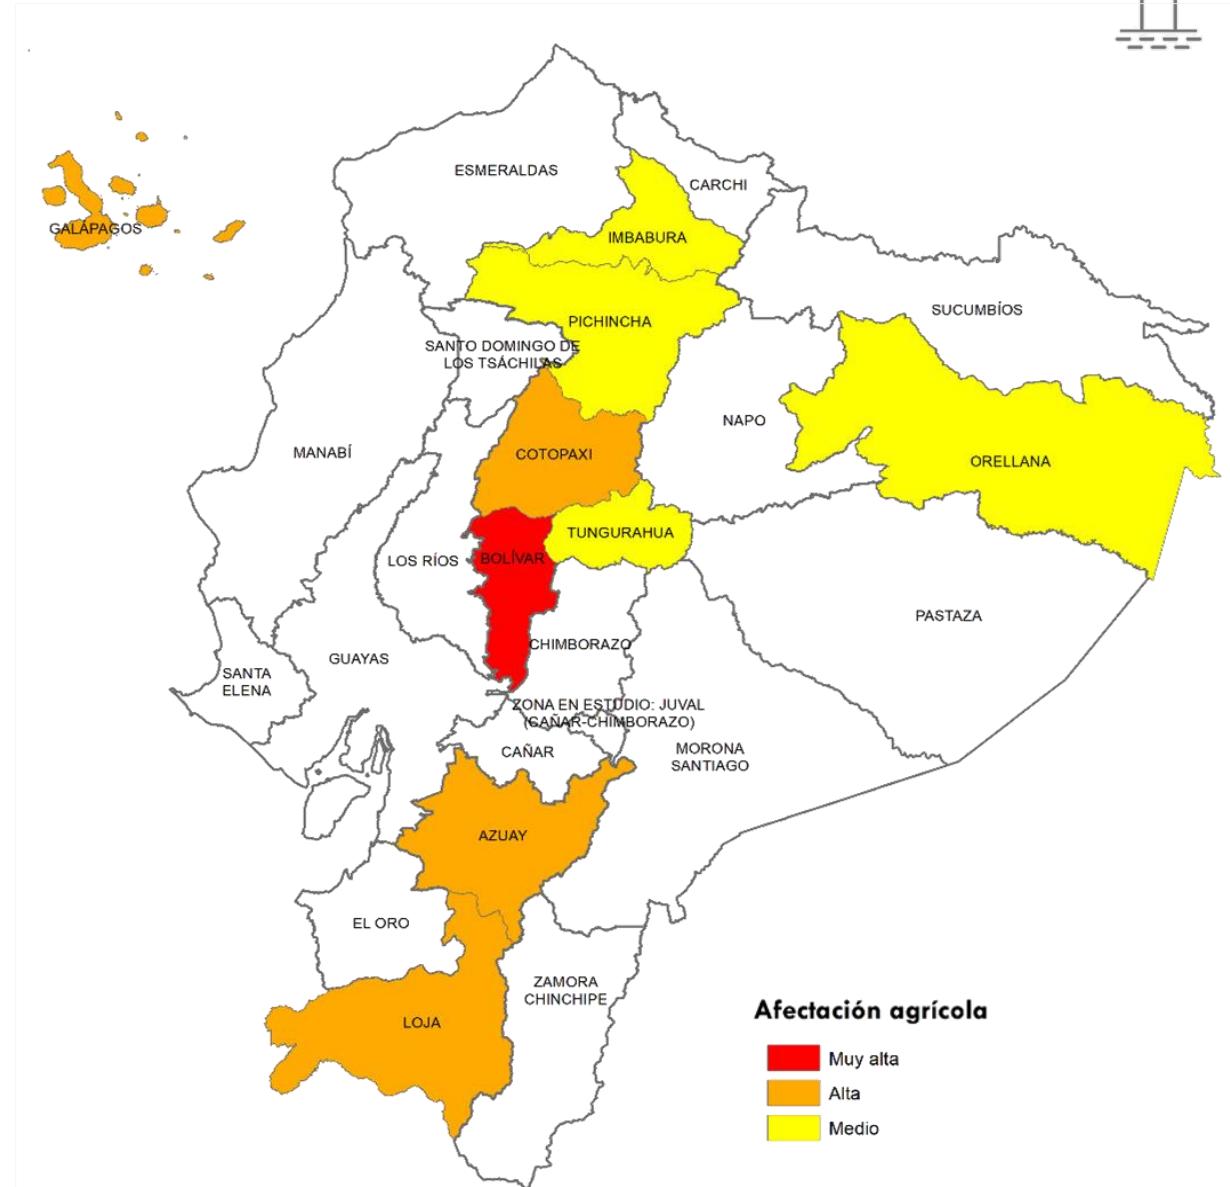 ESMERALDAS
CARCHI
GALÁPAGOS
IMBABURA
SUCUMBÍOS
PICHINCHA
SANTO DOMINGO DE
LOS TSÁCHILAS
NAPO
MANABÍ
COTOPAXI
ORELLANA
TUNGURAHUA
LOS RÍOS
BOLÍVAR
PASTAZA
CHIMBORAZO
GUAYAS
SANTA
ELENA
ZONA EN ESTUDIO: JUVAL
(CAÑAR-CHIMBORAZO)
CAÑAR
MORONA
SANTIAGO
AZUAY
EL ORO
ZAMORA
CHINCHIPE
LOJA
Afectación agrícola
Muy alta
Alta
Medio